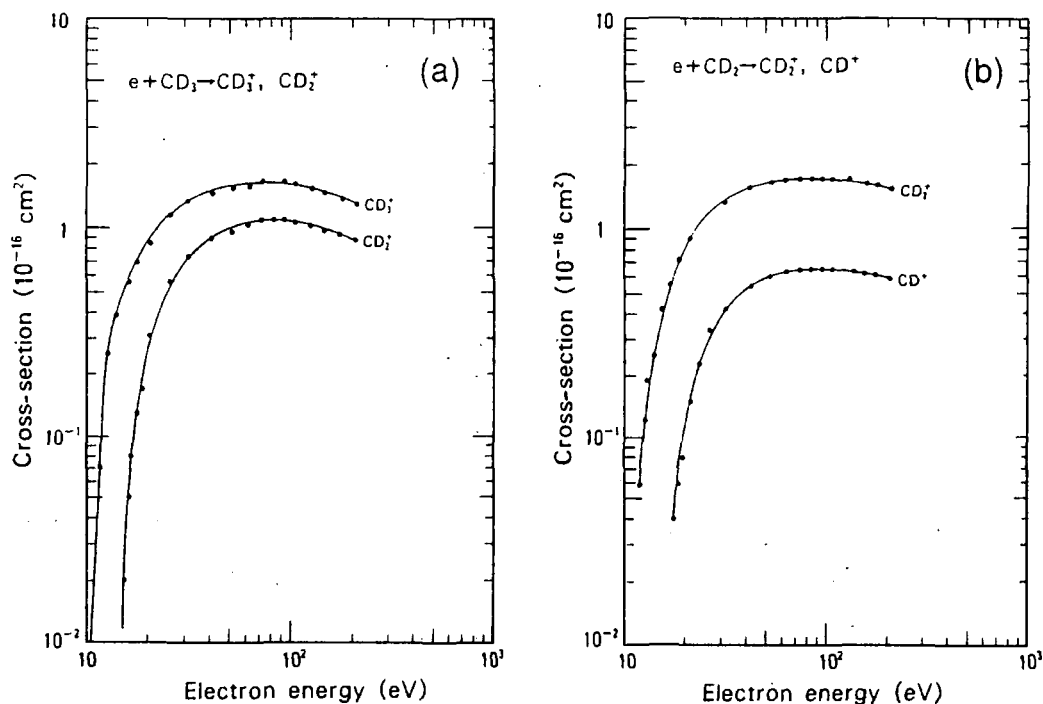 (a)
e+CD₃→CD₃⁺, CD₂⁺
10
1
10⁻¹
10⁻²
Cross-section (10⁻¹⁶ cm²)
CD₃⁺
CD₂⁺
10
10²
10³
Electron energy (eV)
(b)
e+CD₂→CD₂⁺, CD⁺
10
1
10⁻¹
10⁻²
Cross-section (10⁻¹⁶ cm²)
CD₂⁺
CD⁺
10
10²
10³
Electron energy (eV)